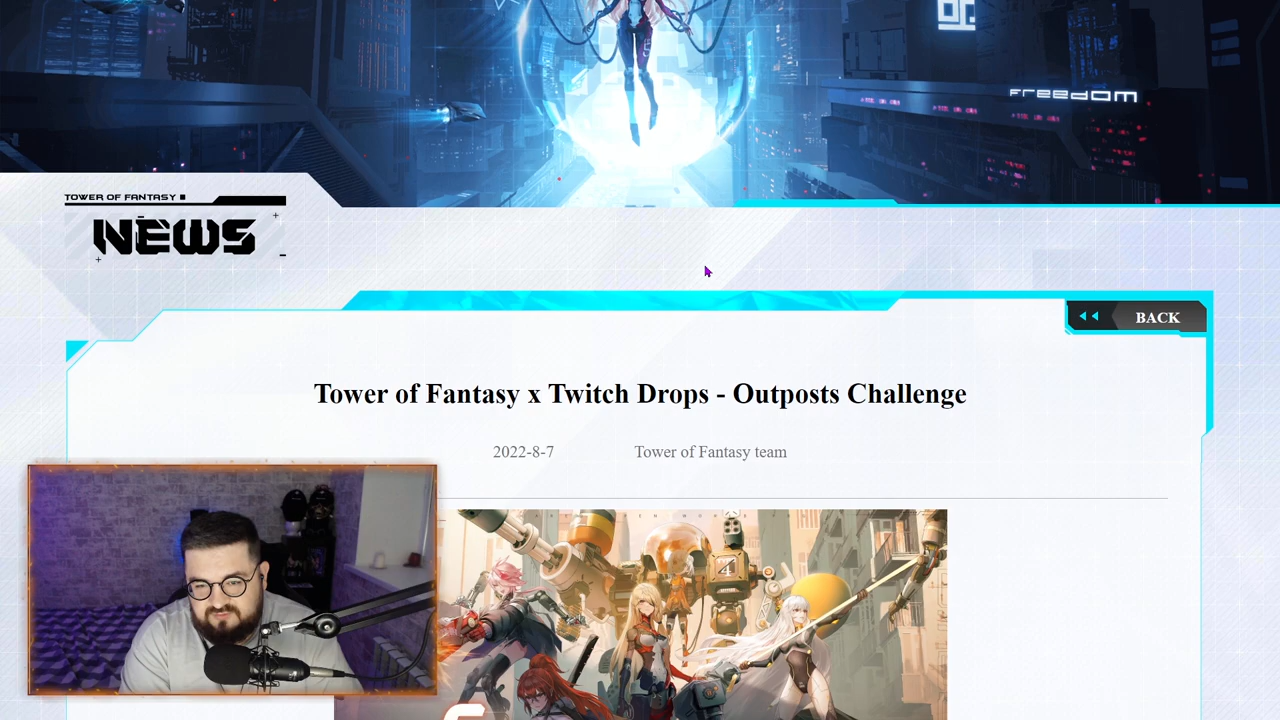 FREEDOM
TOWER OF FANTASY
NEWS
BACK
Tower of Fantasy x Twitch Drops - Outposts Challenge
2022-8-7
Tower of Fantasy team
4